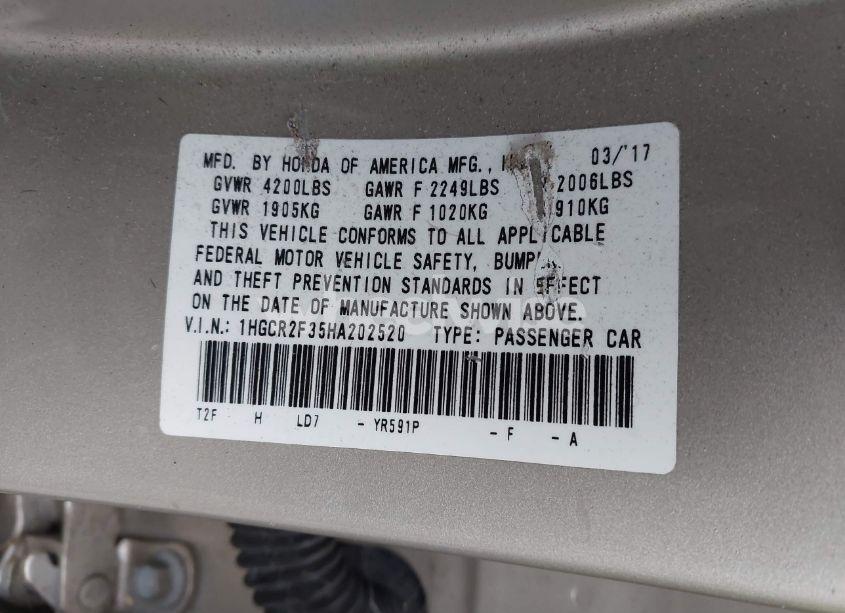 MFD. BY HONDA OF AMERICA MFG., 03/'17
GVWR 4200LBS GAWR F 2249LBS 2006LBS
GVWR 1905KG GAWR F 1020KG 910KG
THIS VEHICLE CONFORMS TO ALL APPLICABLE
FEDERAL MOTOR VEHICLE SAFETY,
AND THEFT PREVENTION STANDARDS IN EFFECT
ON THE DATE OF MANUFACTURE SHOWN ABOVE.
V.I.N.: 1HGCR2F35HA202520 TYPE: PASSENGER CAR
T2F H LD7 - YR591P - F - A